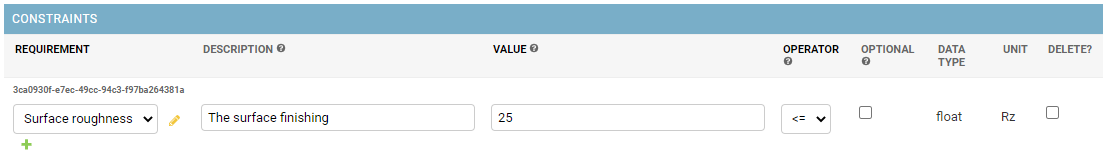 CONSTRAINTS
REQUIREMENT DESCRIPTION VALUE OPERATOR OPTIONAL DATA TYPE UNIT DELETE?
3ca0930f-e7ec-49cc-94c3-f97ba264381a
Surface roughness The surface finishing 25 <= float Rz